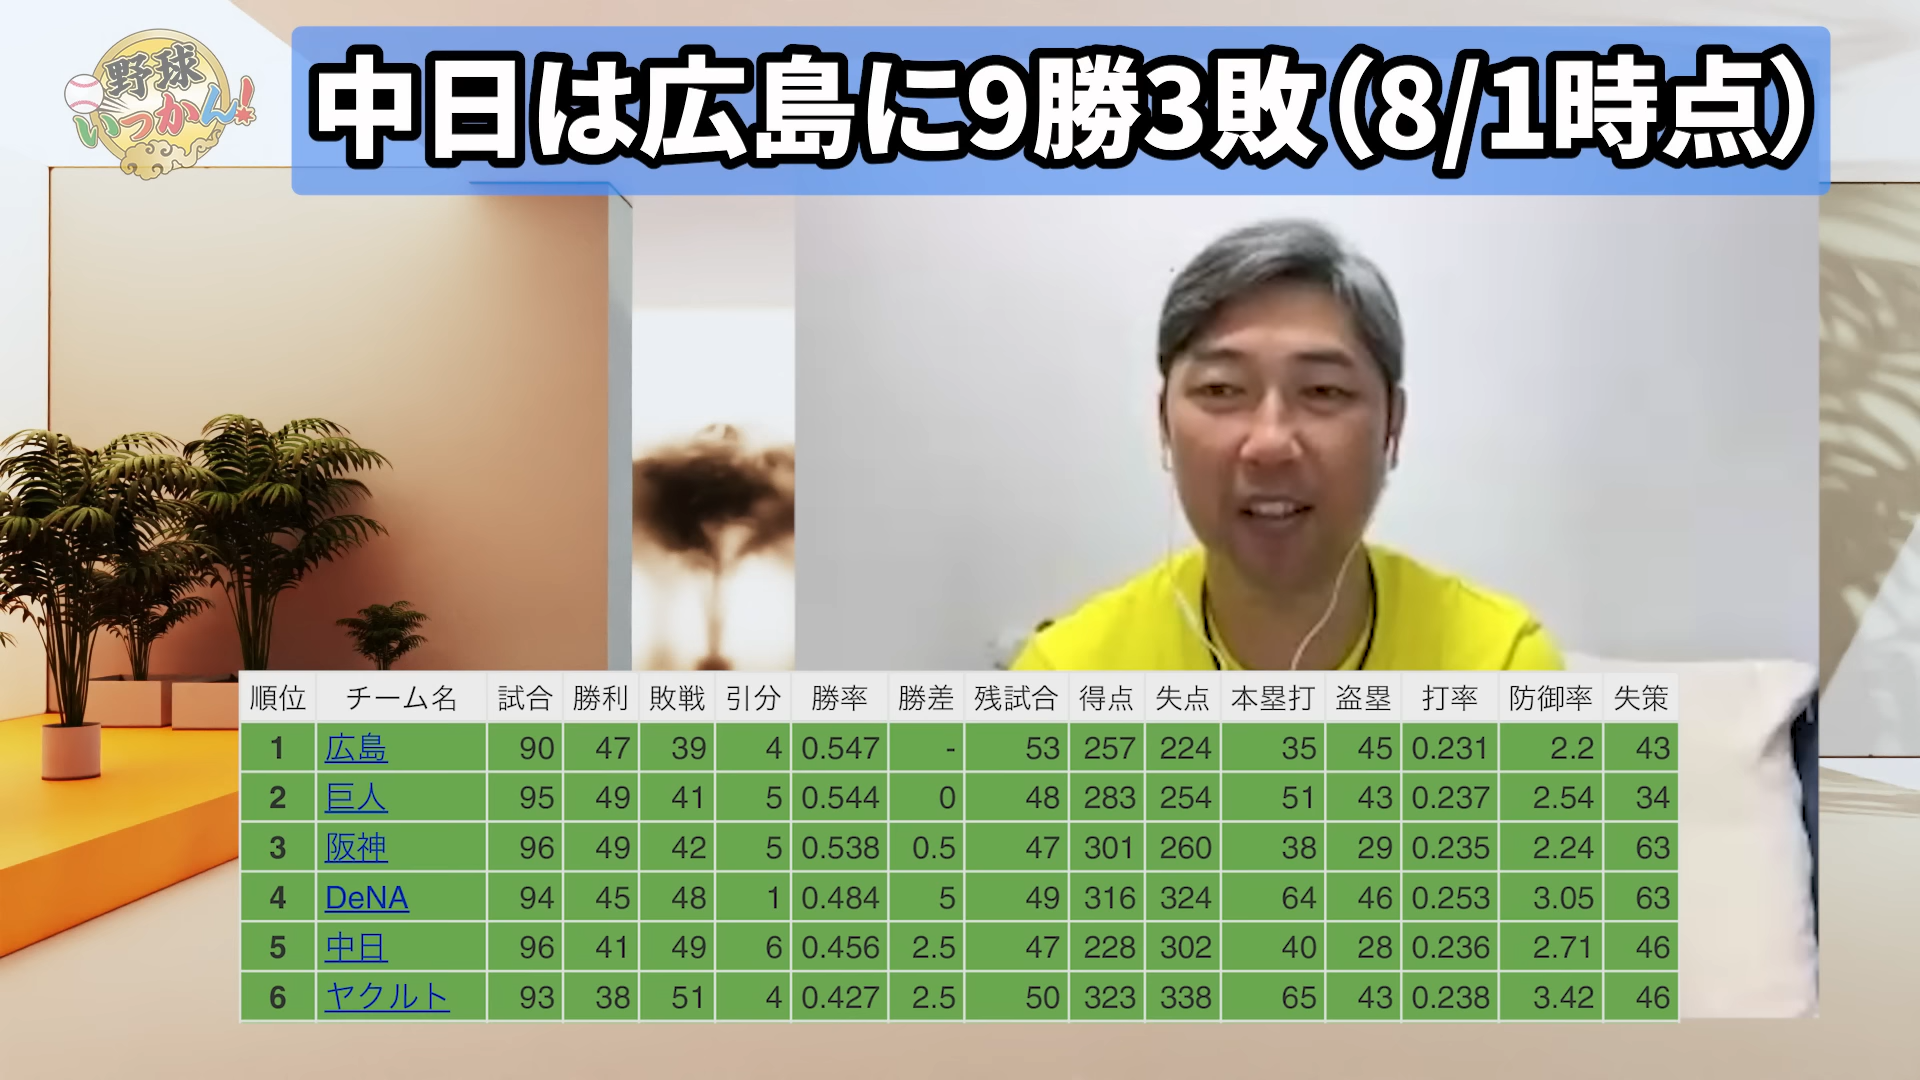 野球
いっかん!
中日は広島に9勝3敗(8/1時点)
順位 チーム名 試合 勝利 敗戦 引分 勝率 勝差 残試合 得点 失点 本塁打 盗塁 打率 防御率 失策
1 広島 90 47 39 4 0.547 - 53 257 224 35 45 0.231 2.2 43
2 巨人 95 49 41 5 0.544 0 48 283 254 51 43 0.237 2.54 34
3 阪神 96 49 42 5 0.538 0.5 47 301 260 38 29 0.235 2.24 63
4 DeNA 94 45 48 1 0.484 5 49 316 324 64 46 0.253 3.05 63
5 中日 96 41 49 6 0.456 2.5 47 228 302 40 28 0.236 2.71 46
6 ヤクルト 93 38 51 4 0.427 2.5 50 323 338 65 43 0.238 3.42 46